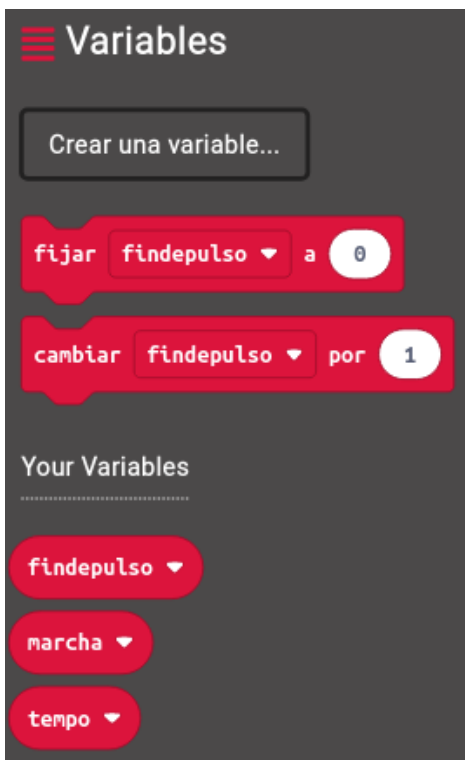 Variables
Crear una variable...
fijar findepulso a 0
cambiar findepulso por 1
Your Variables
findepulso
marcha
tempo